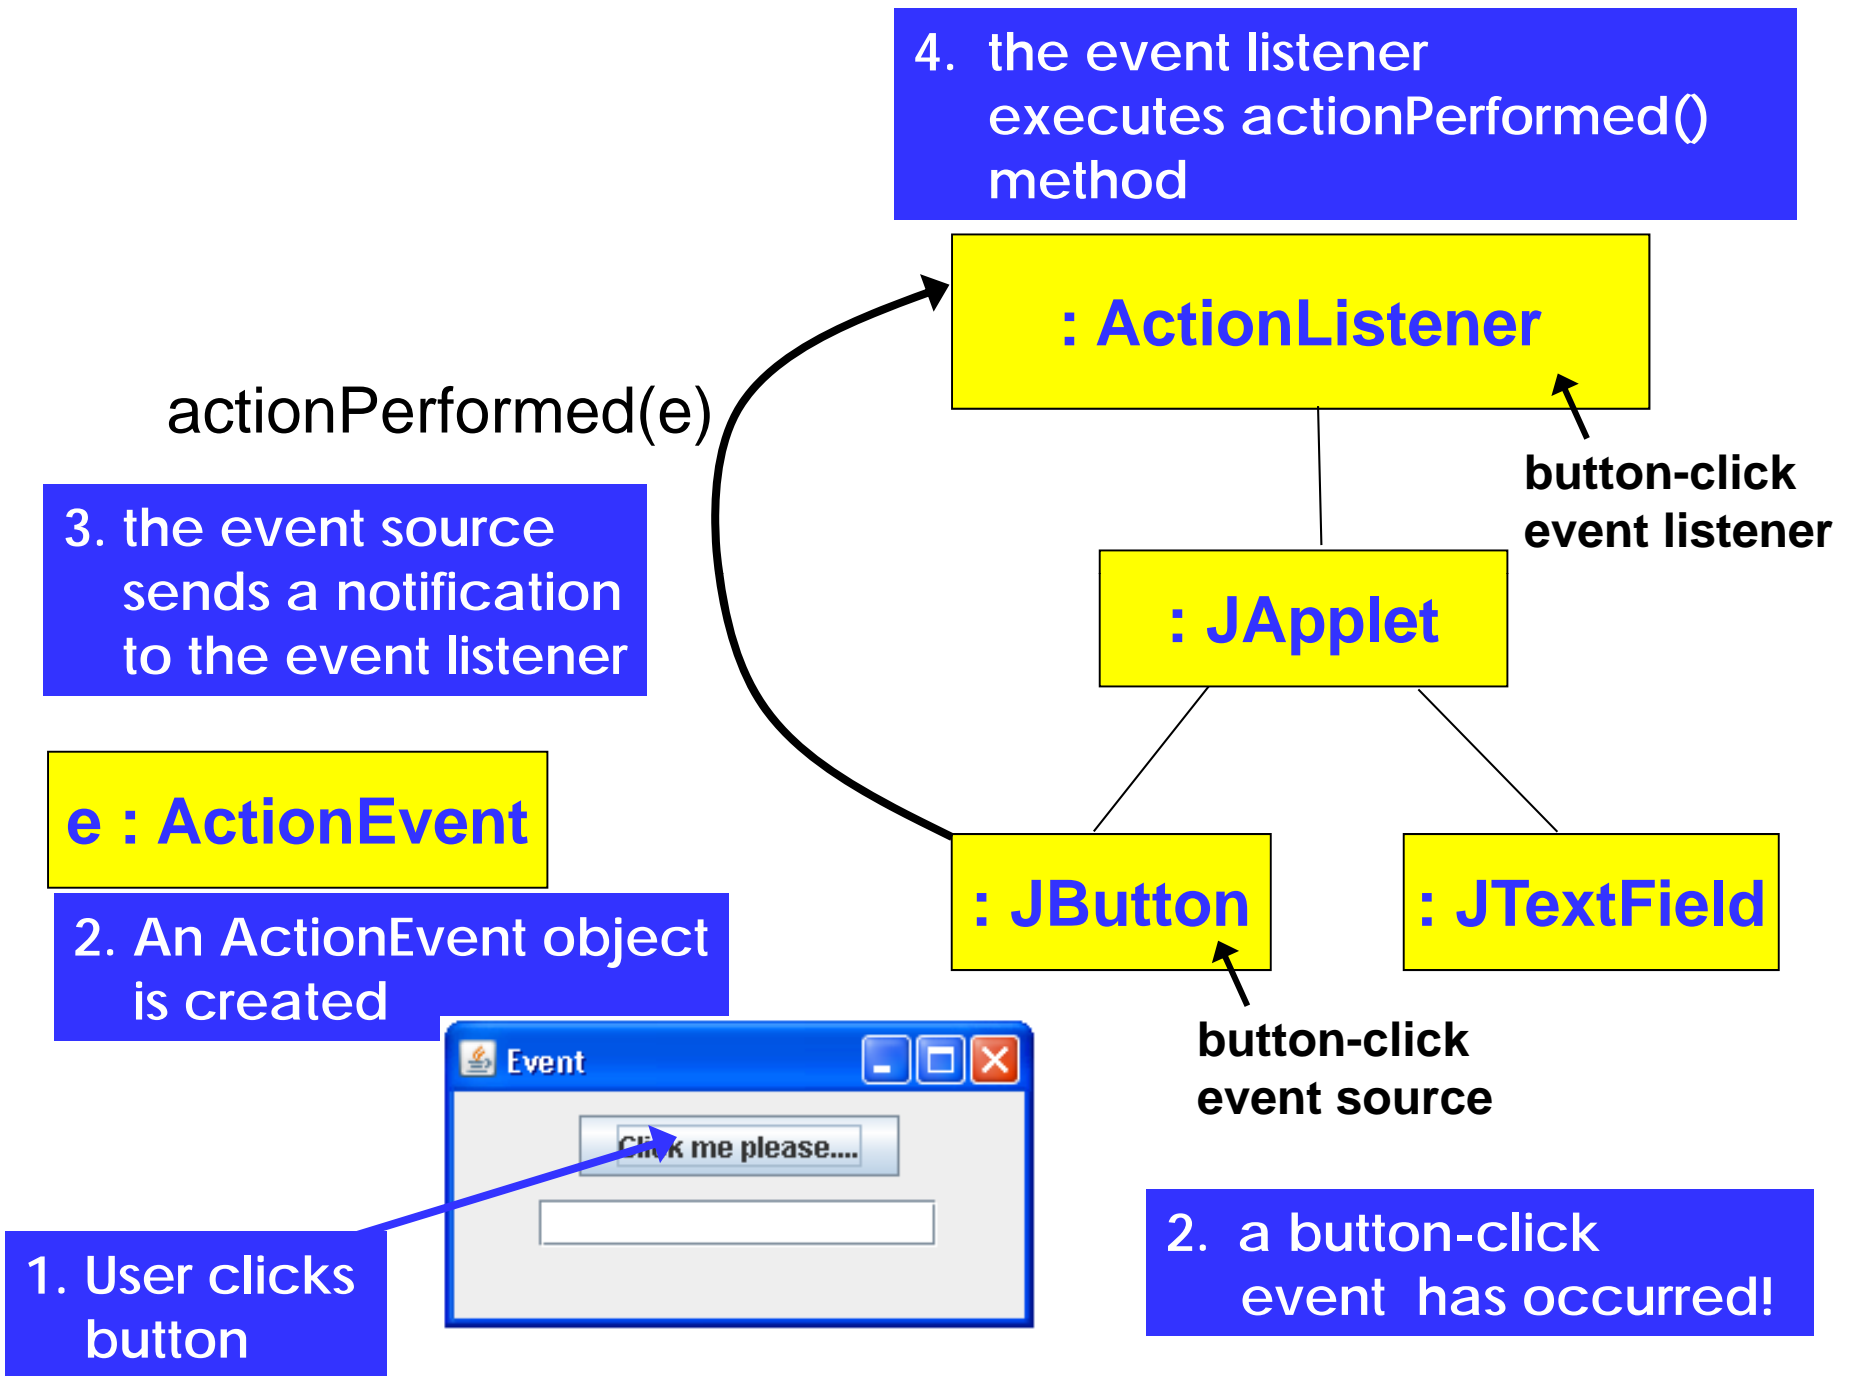 4. the event listener
executes actionPerformed()
method
: ActionListener
actionPerformed(e)
button-click
event listener
3. the event source
sends a notification
to the event listener
: JApplet
e : ActionEvent
: JButton
: JTextField
2. An ActionEvent object
is created
button-click
event source
Event
Click me please....
1. User clicks
button
2. a button-click
event has occurred!